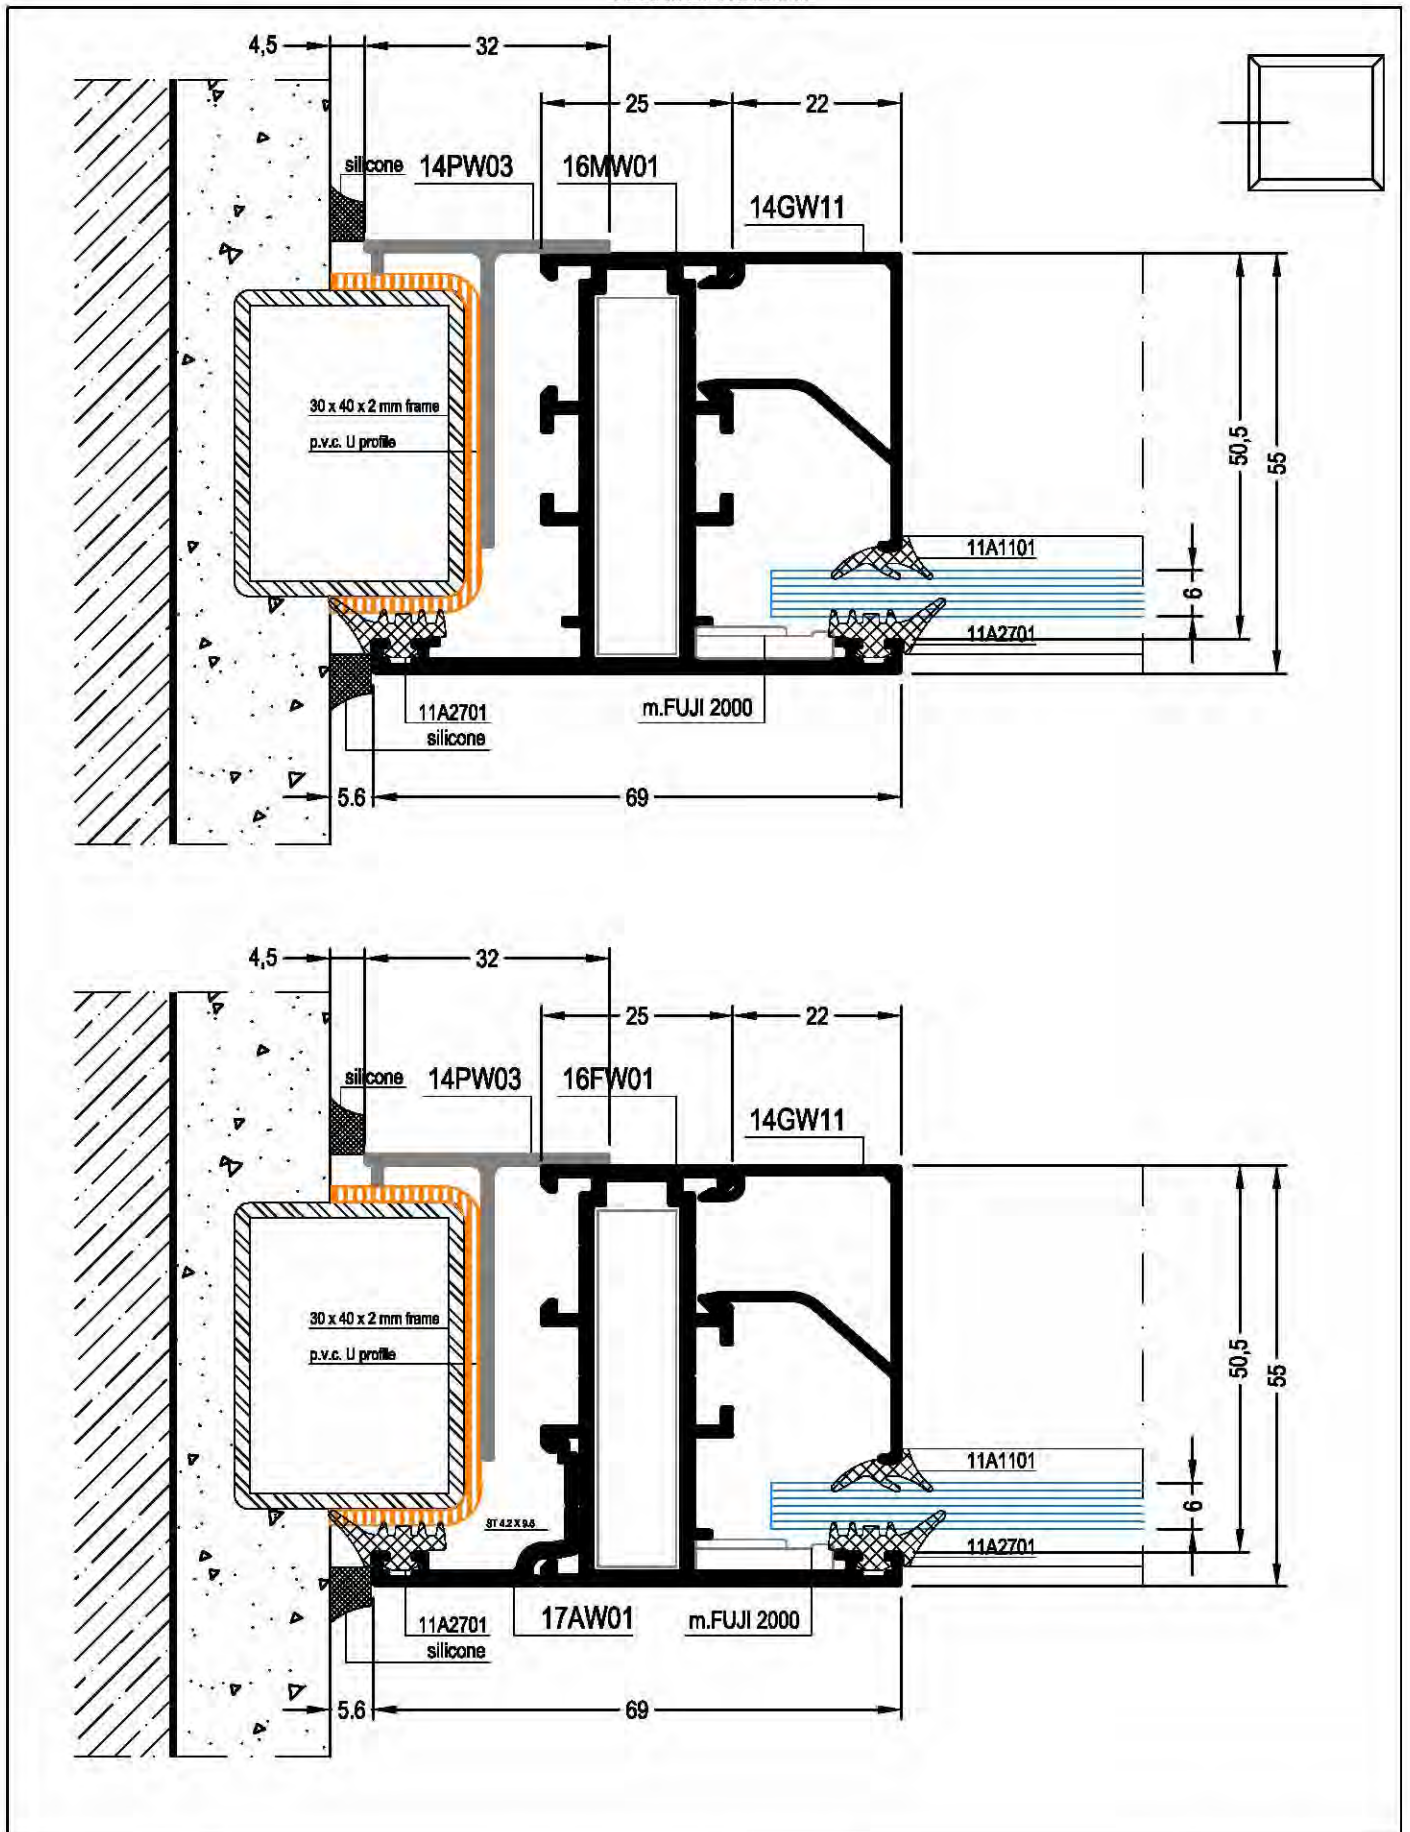 4,5
32
25
22
silicone
14PW03
16MW01
14GW11
30 x 40 x 2 mm frame
p.v.c. U profile
50,5
55
11A1101
6
11A2701
m.FUJI 2000
11A2701
silicone
5.6
69
4,5
32
25
22
silicone
14PW03
16FW01
14GW11
30 x 40 x 2 mm frame
p.v.c. U profile
50,5
55
11A1101
6
11A2701
17AW01
m.FUJI 2000
11A2701
silicone
5.6
69